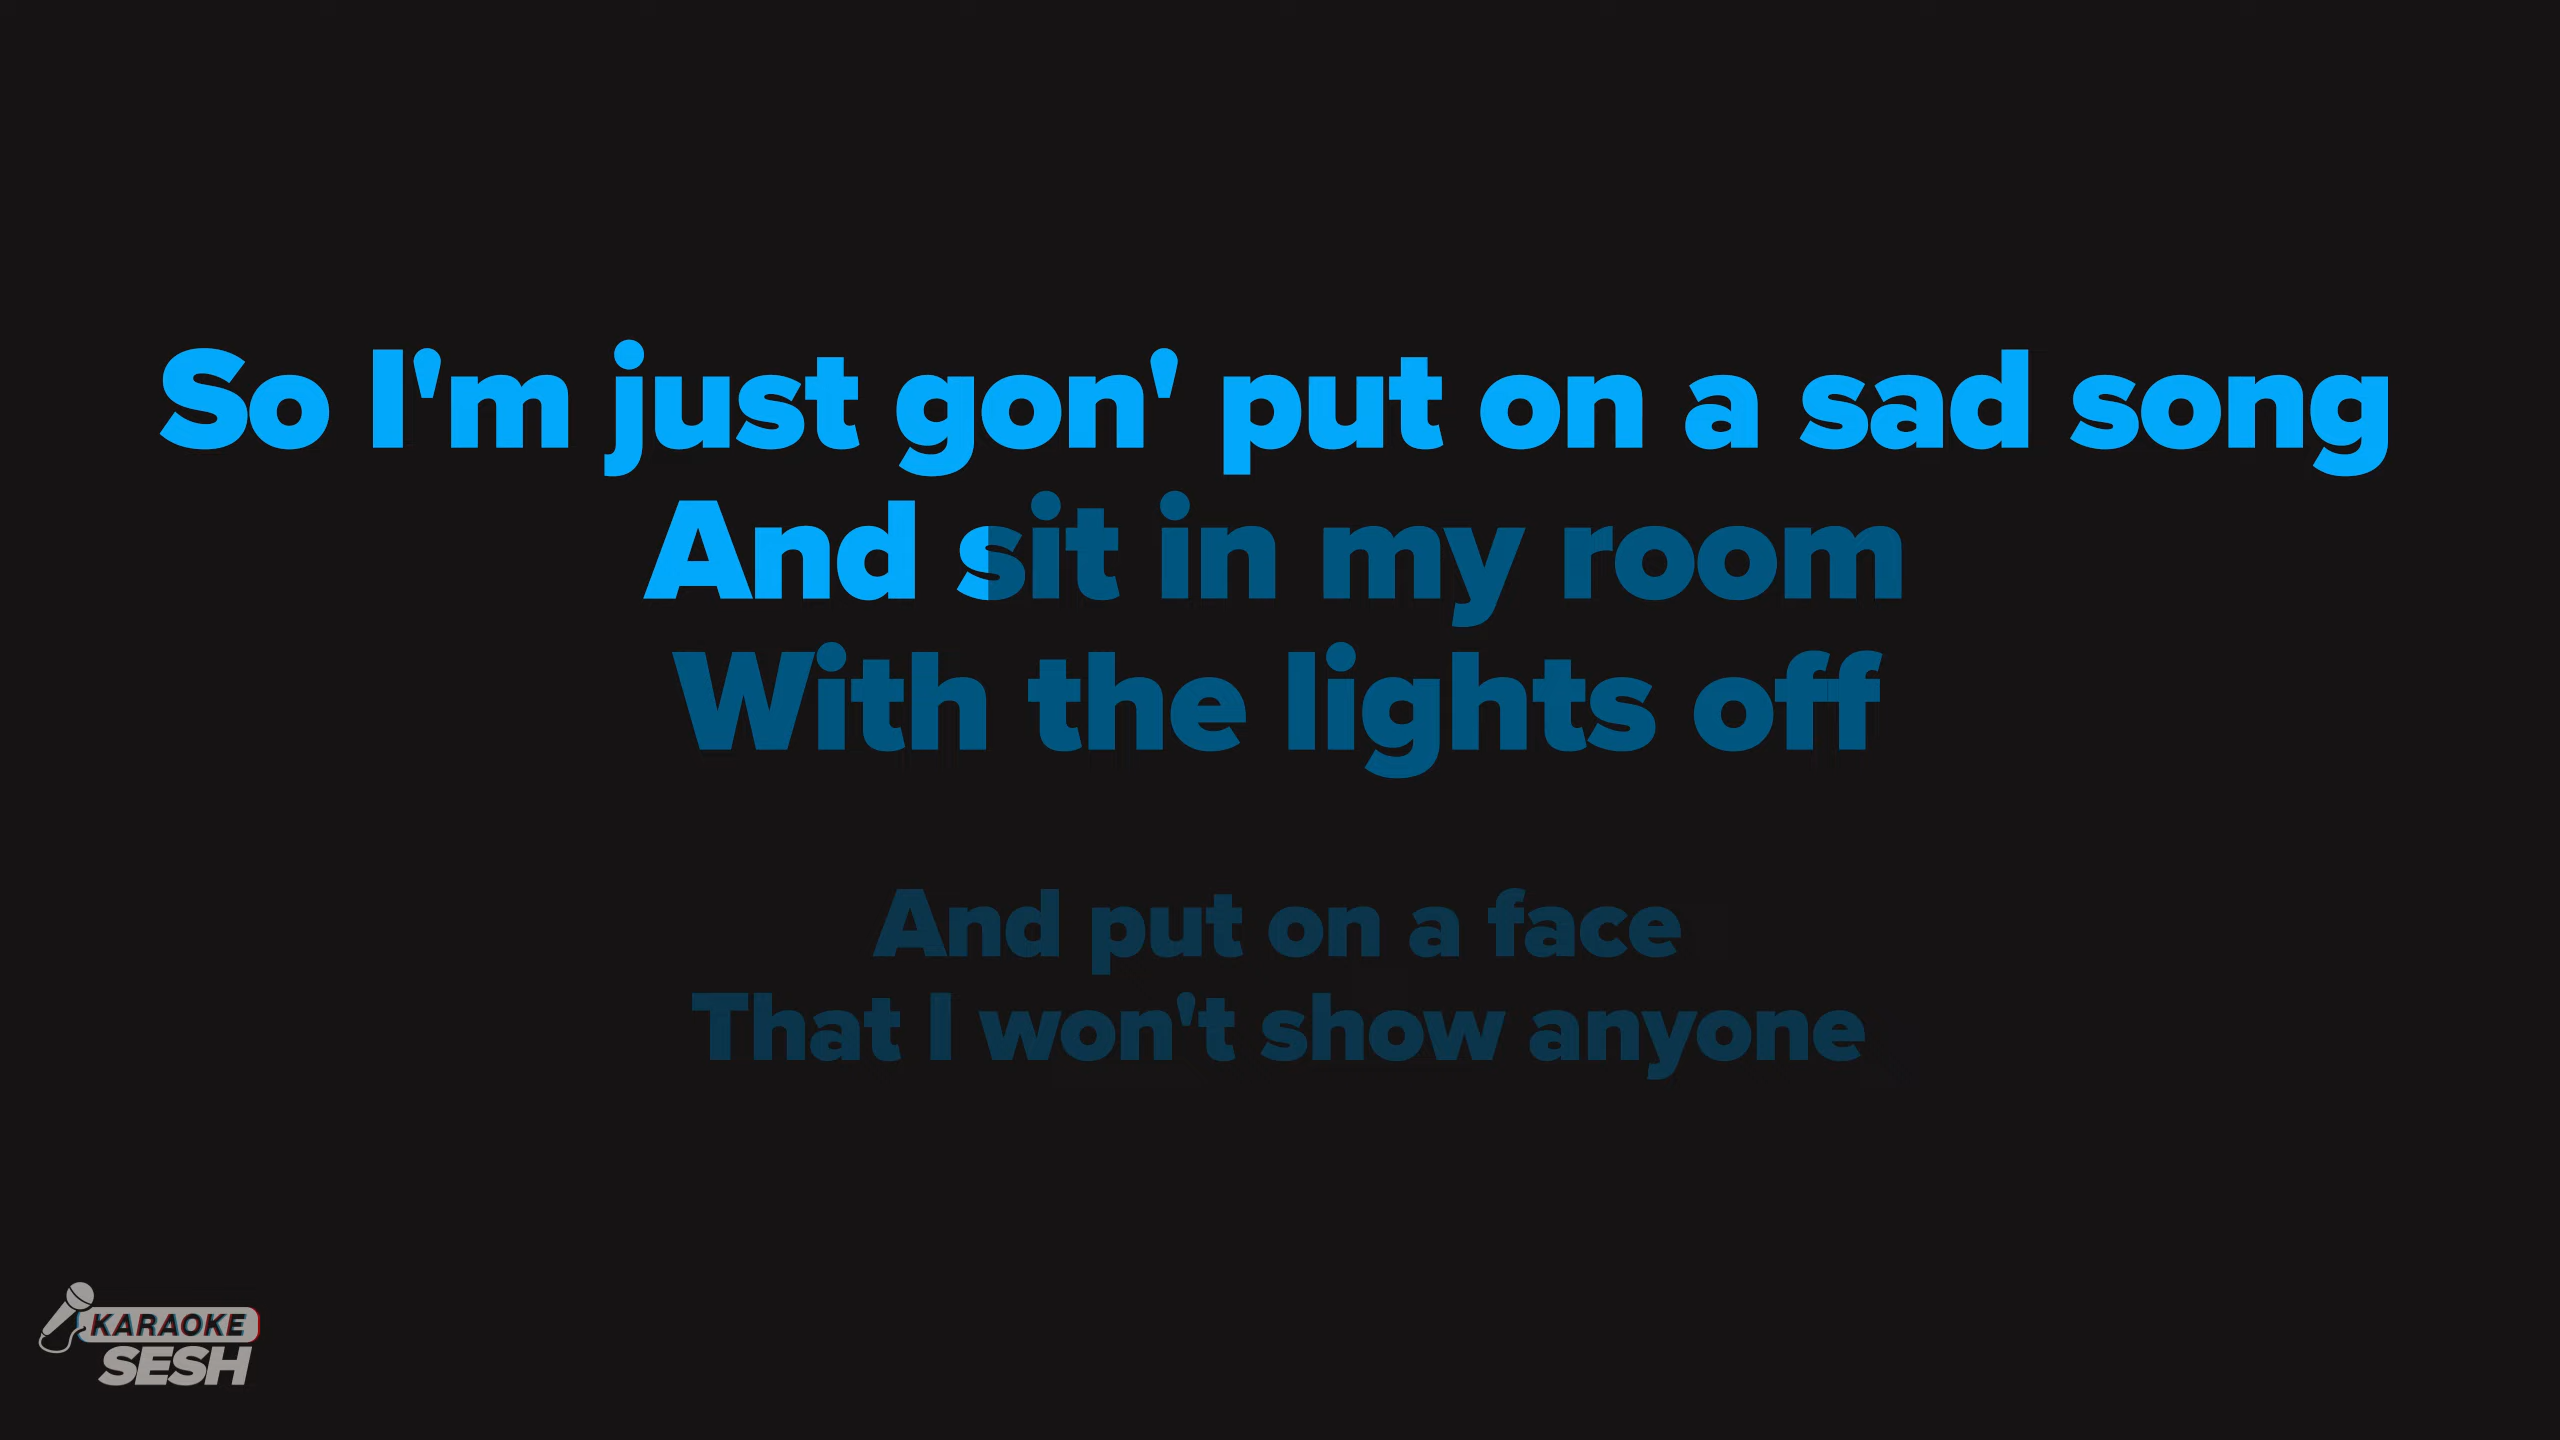 So I'm just gon' put on a sad song
And sit in my room
With the lights off
And put on a face
That I won't show anyone
KARAOKE
SESH